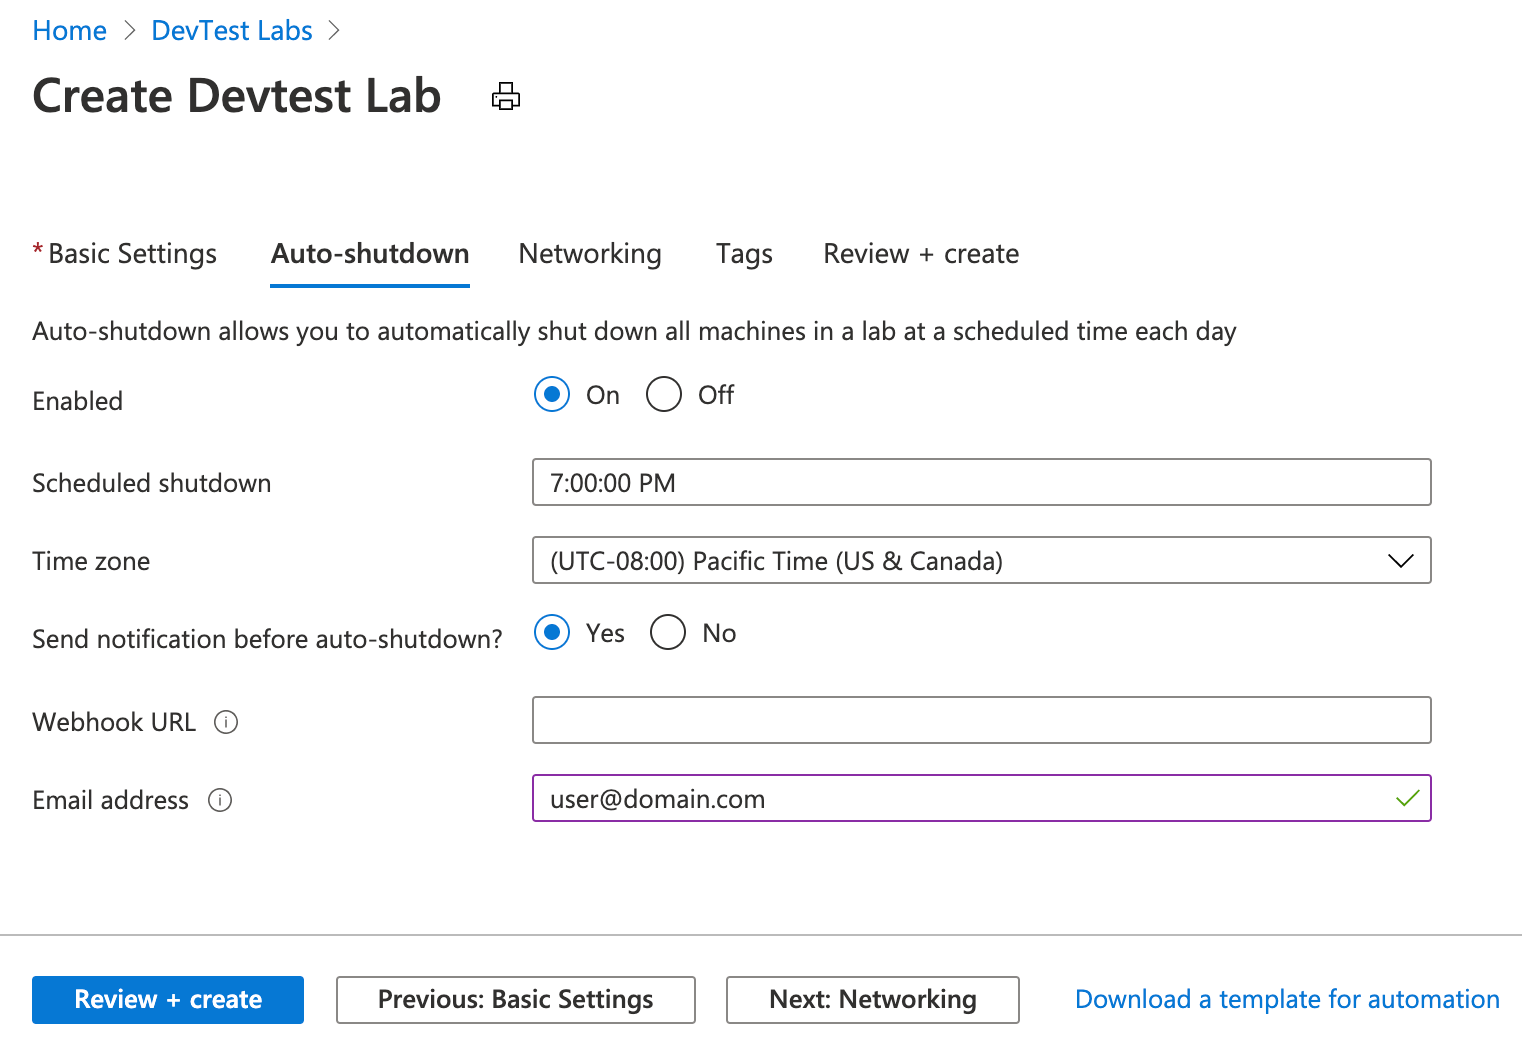 Home > DevTest Labs >
Create Devtest Lab
* Basic Settings Auto-shutdown Networking Tags Review + create
Auto-shutdown allows you to automatically shut down all machines in a lab at a scheduled time each day
Enabled On Off
Scheduled shutdown 7:00:00 PM
Time zone (UTC-08:00) Pacific Time (US & Canada)
Send notification before auto-shutdown? Yes No
Webhook URL
Email address user@domain.com
Review + create Previous: Basic Settings Next: Networking Download a template for automation